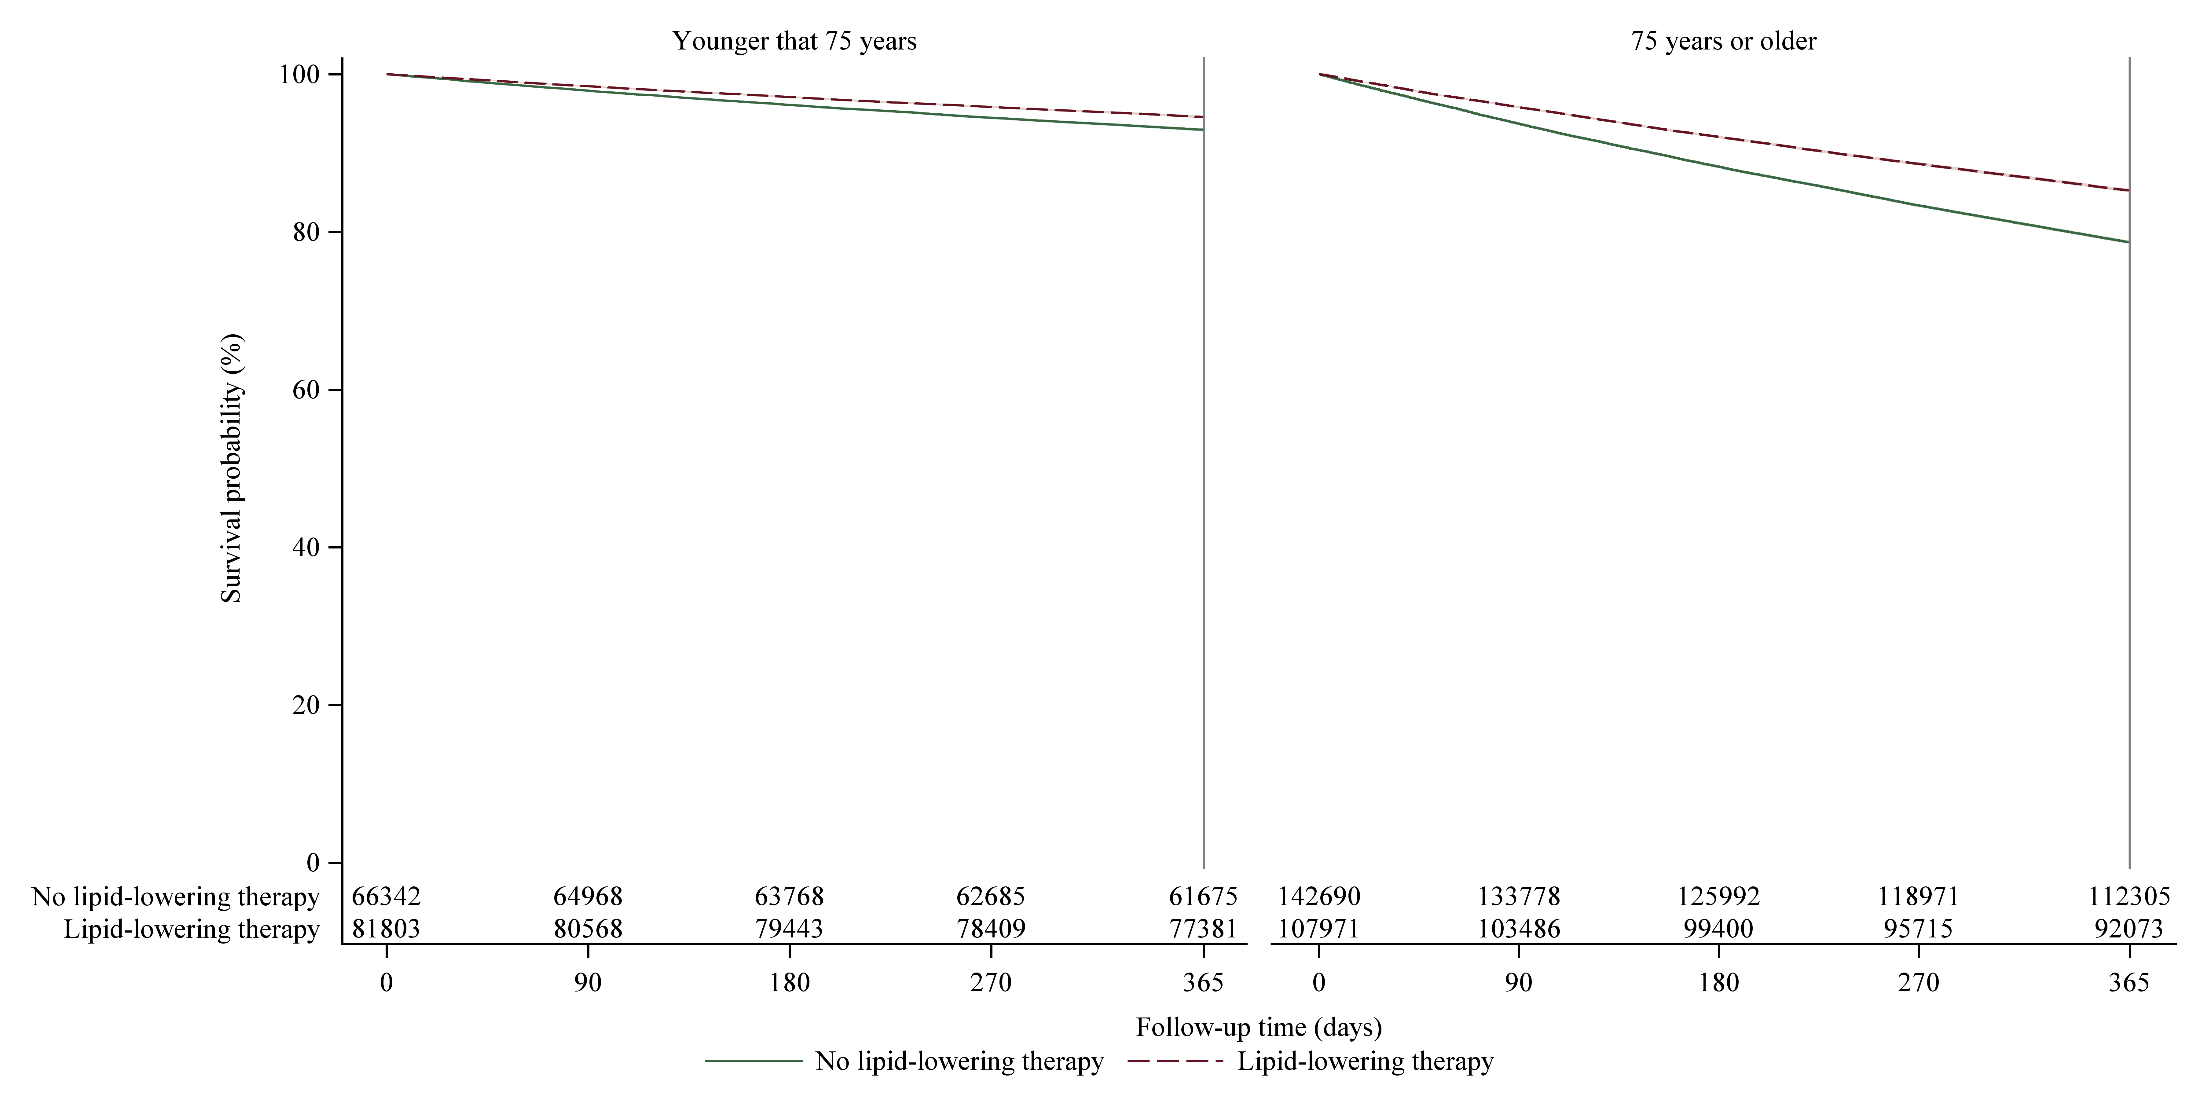 Younger that 75 years
75 years or older
Survival probability (%)
100
80
60
40
20
0
No lipid-lowering therapy 66342 64968 63768 62685 61675 142690 133778 125992 118971 112305
Lipid-lowering therapy 81803 80568 79443 78409 77381 107971 103486 99400 95715 92073
0 90 180 270 365 0 90 180 270 365
Follow-up time (days)
No lipid-lowering therapy Lipid-lowering therapy